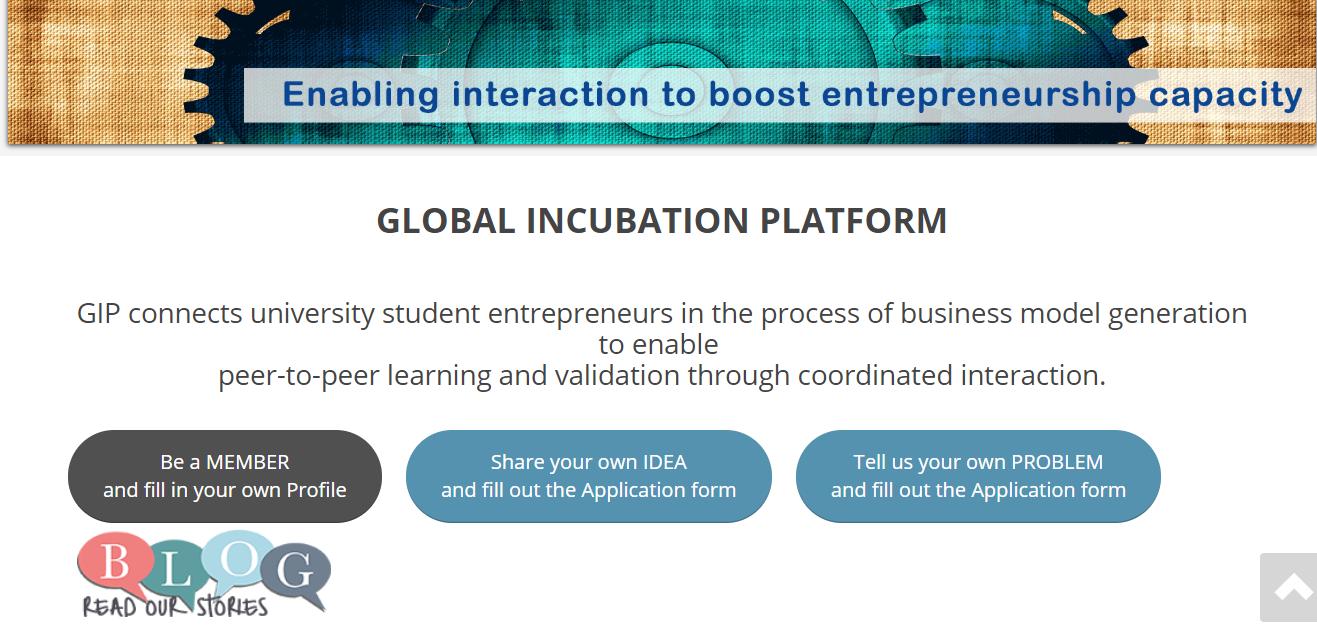 Enabling interaction to boost entrepreneurship capacity
GLOBAL INCUBATION PLATFORM
GIP connects university student entrepreneurs in the process of business model generation
to enable
peer-to-peer learning and validation through coordinated interaction.
Be a MEMBER
and fill in your own Profile
Share your own IDEA
and fill out the Application form
Tell us your own PROBLEM
and fill out the Application form
BLOG
READ OUR STORIES